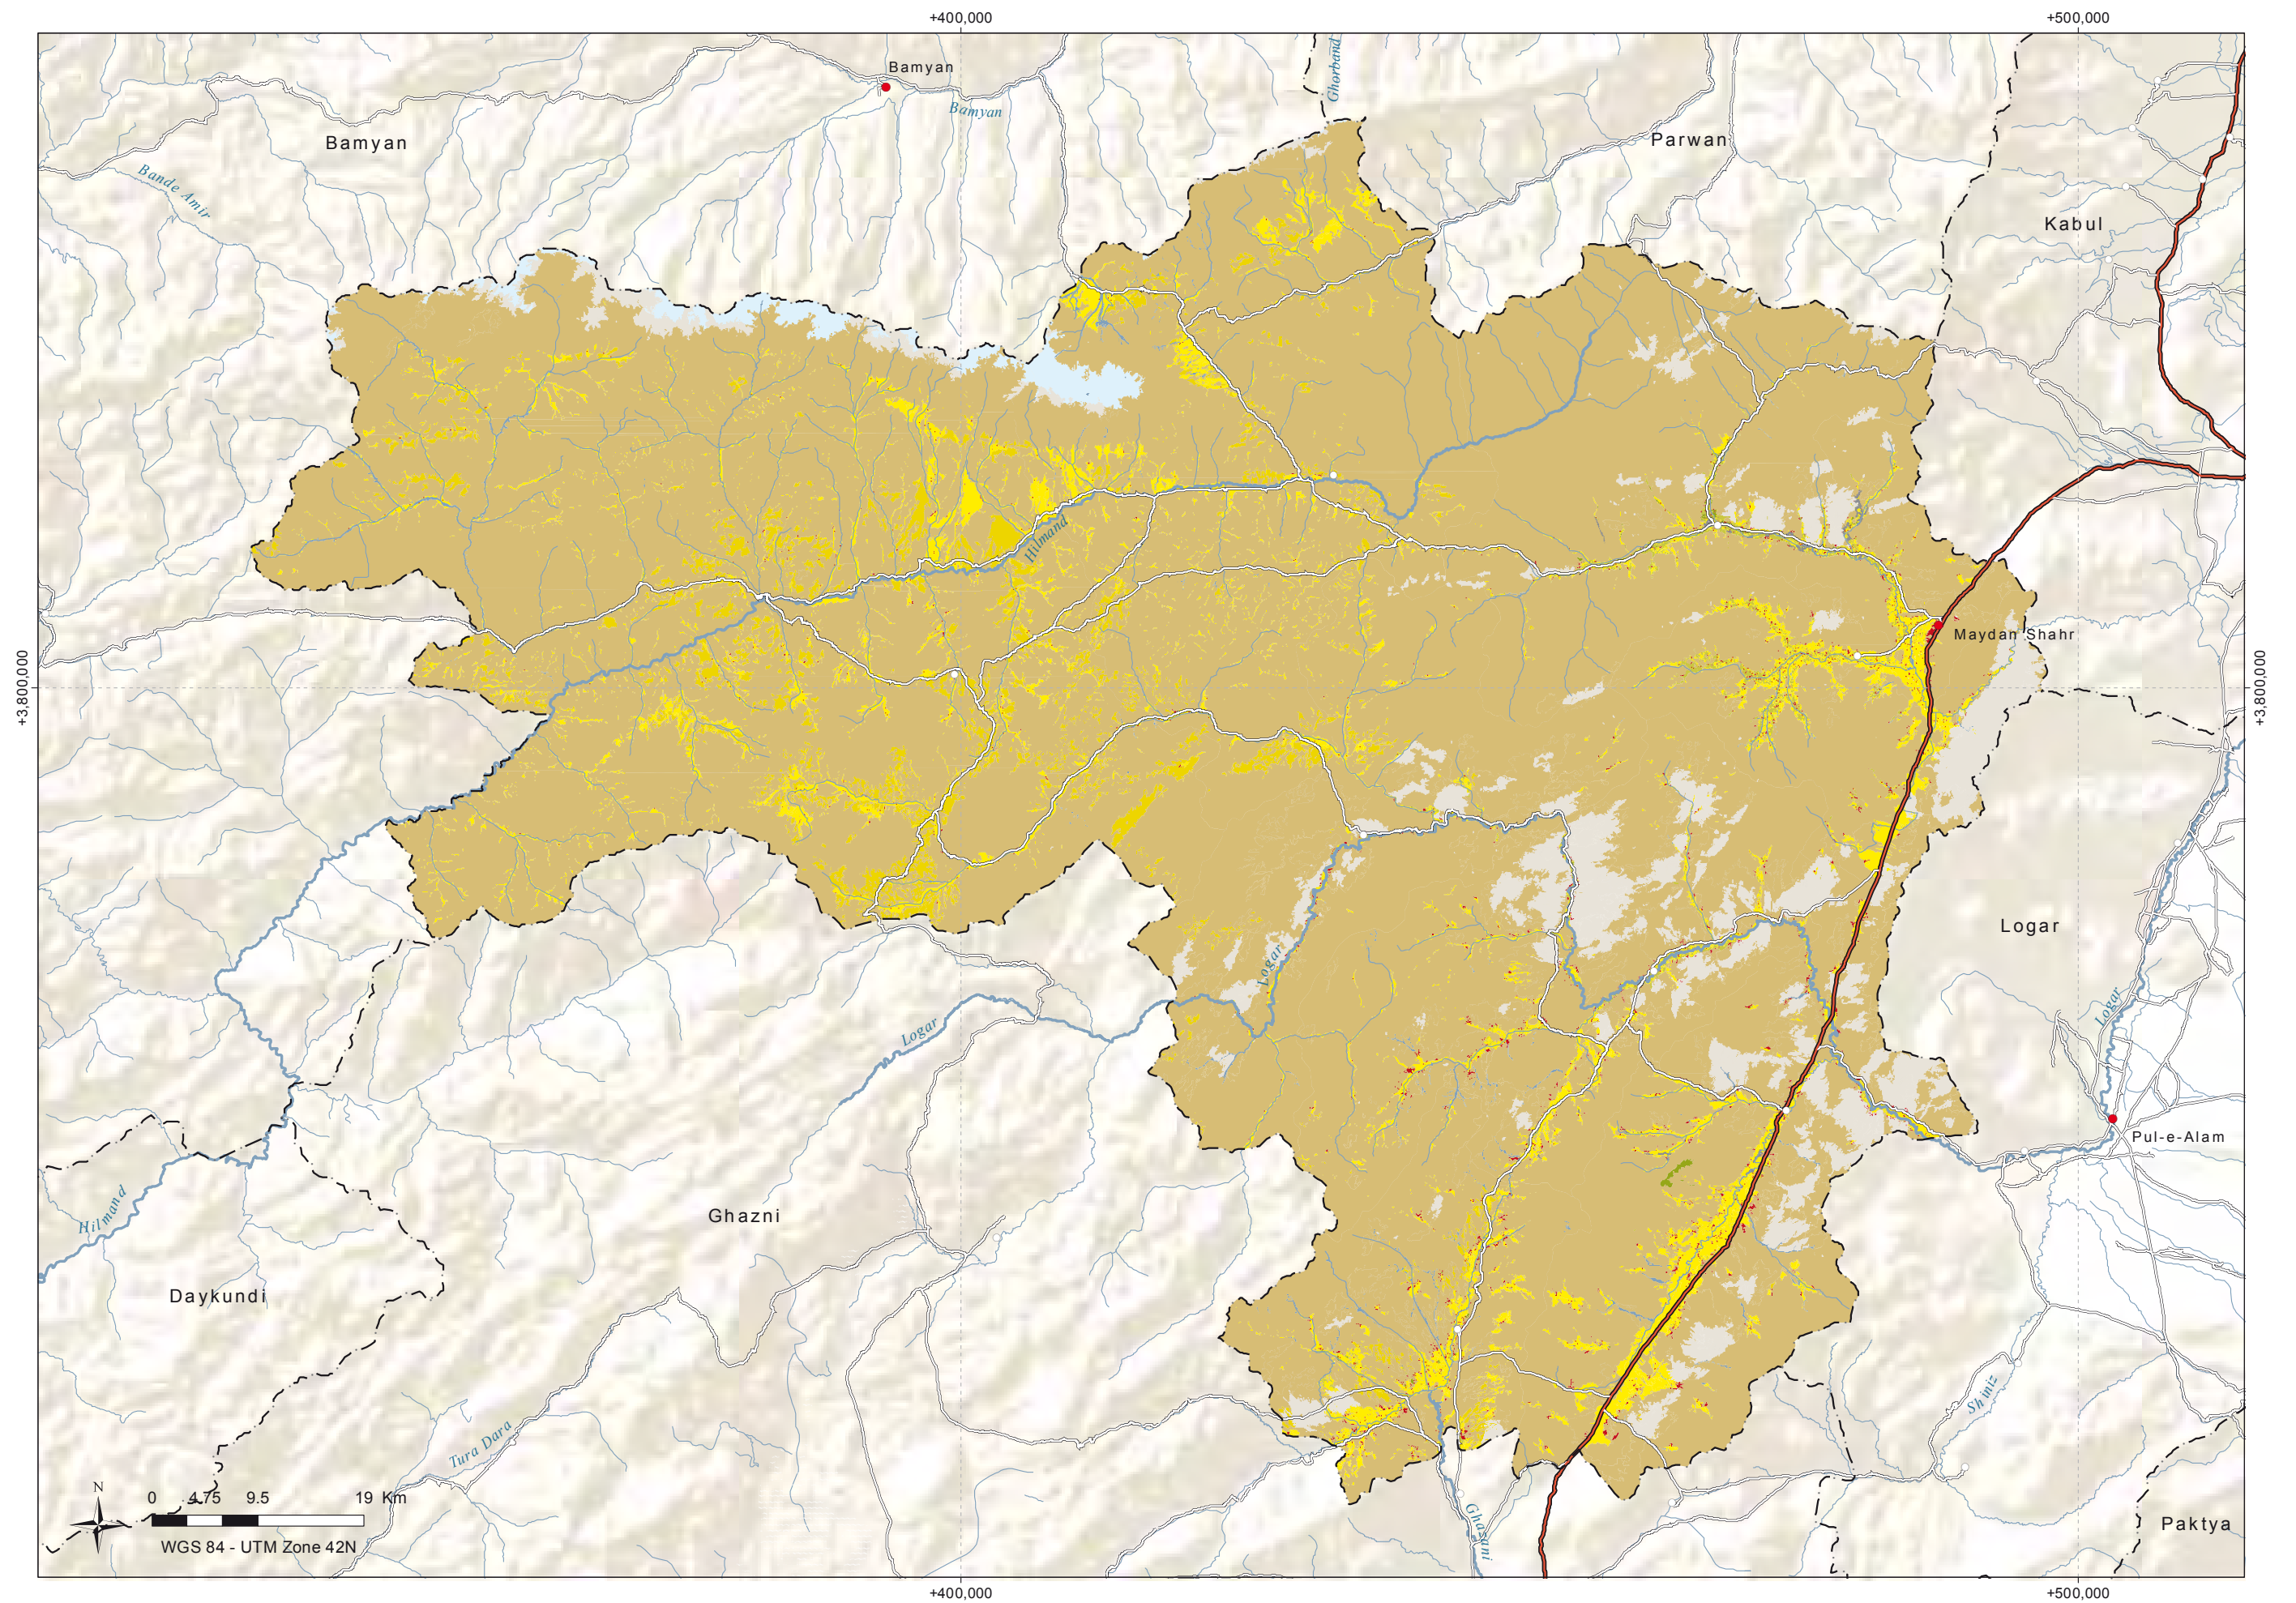 +400,000
+500,000
Bamyan
Ghorband
Bamyan
Parwan
Bamyan
Bande Amir
Kabul
Hilmand
Maydan Shahr
+3,800,000
+3,800,000
Logar
Logar
Logar
Logar
Pul-e-Alam
Hilmand
Ghazni
Daykundi
Shiniz
Tura Dara
N
0 4.75 9.5 19 Km
Ghazani
Paktya
WGS 84 - UTM Zone 42N
+400,000
+500,000